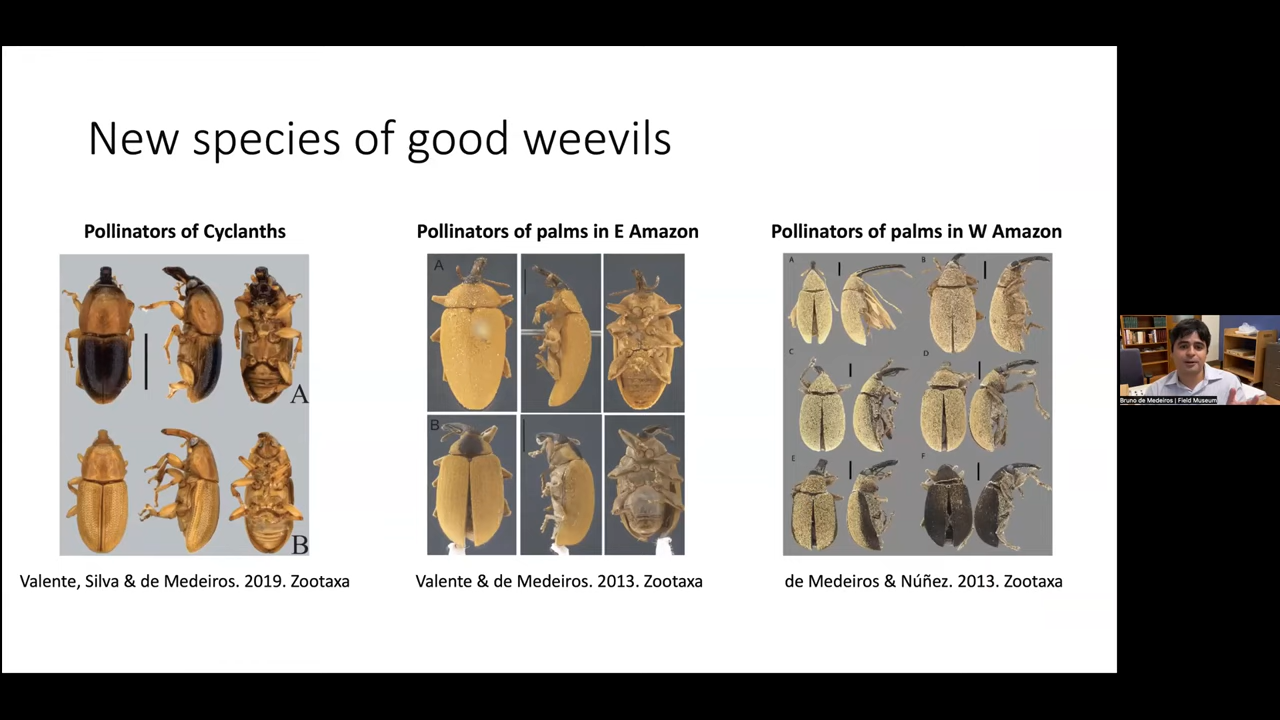 New species of good weevils
Pollinators of Cyclanths
Pollinators of palms in E Amazon
Pollinators of palms in W Amazon
A
B
A
B
A
B
C
D
E
F
Valente, Silva & de Medeiros. 2019. Zootaxa
Valente & de Medeiros. 2013. Zootaxa
de Medeiros & Núñez. 2013. Zootaxa
Bruno de Medeiros | Field Museum